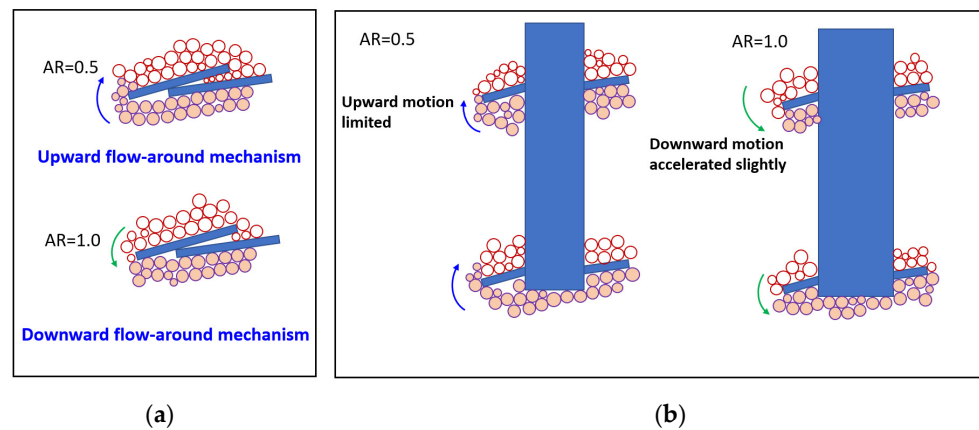 AR=0.5
Upward flow-around mechanism
AR=1.0
Downward flow-around mechanism
(a)
AR=0.5
Upward motion
limited
AR=1.0
Downward motion
accelerated slightly
(b)